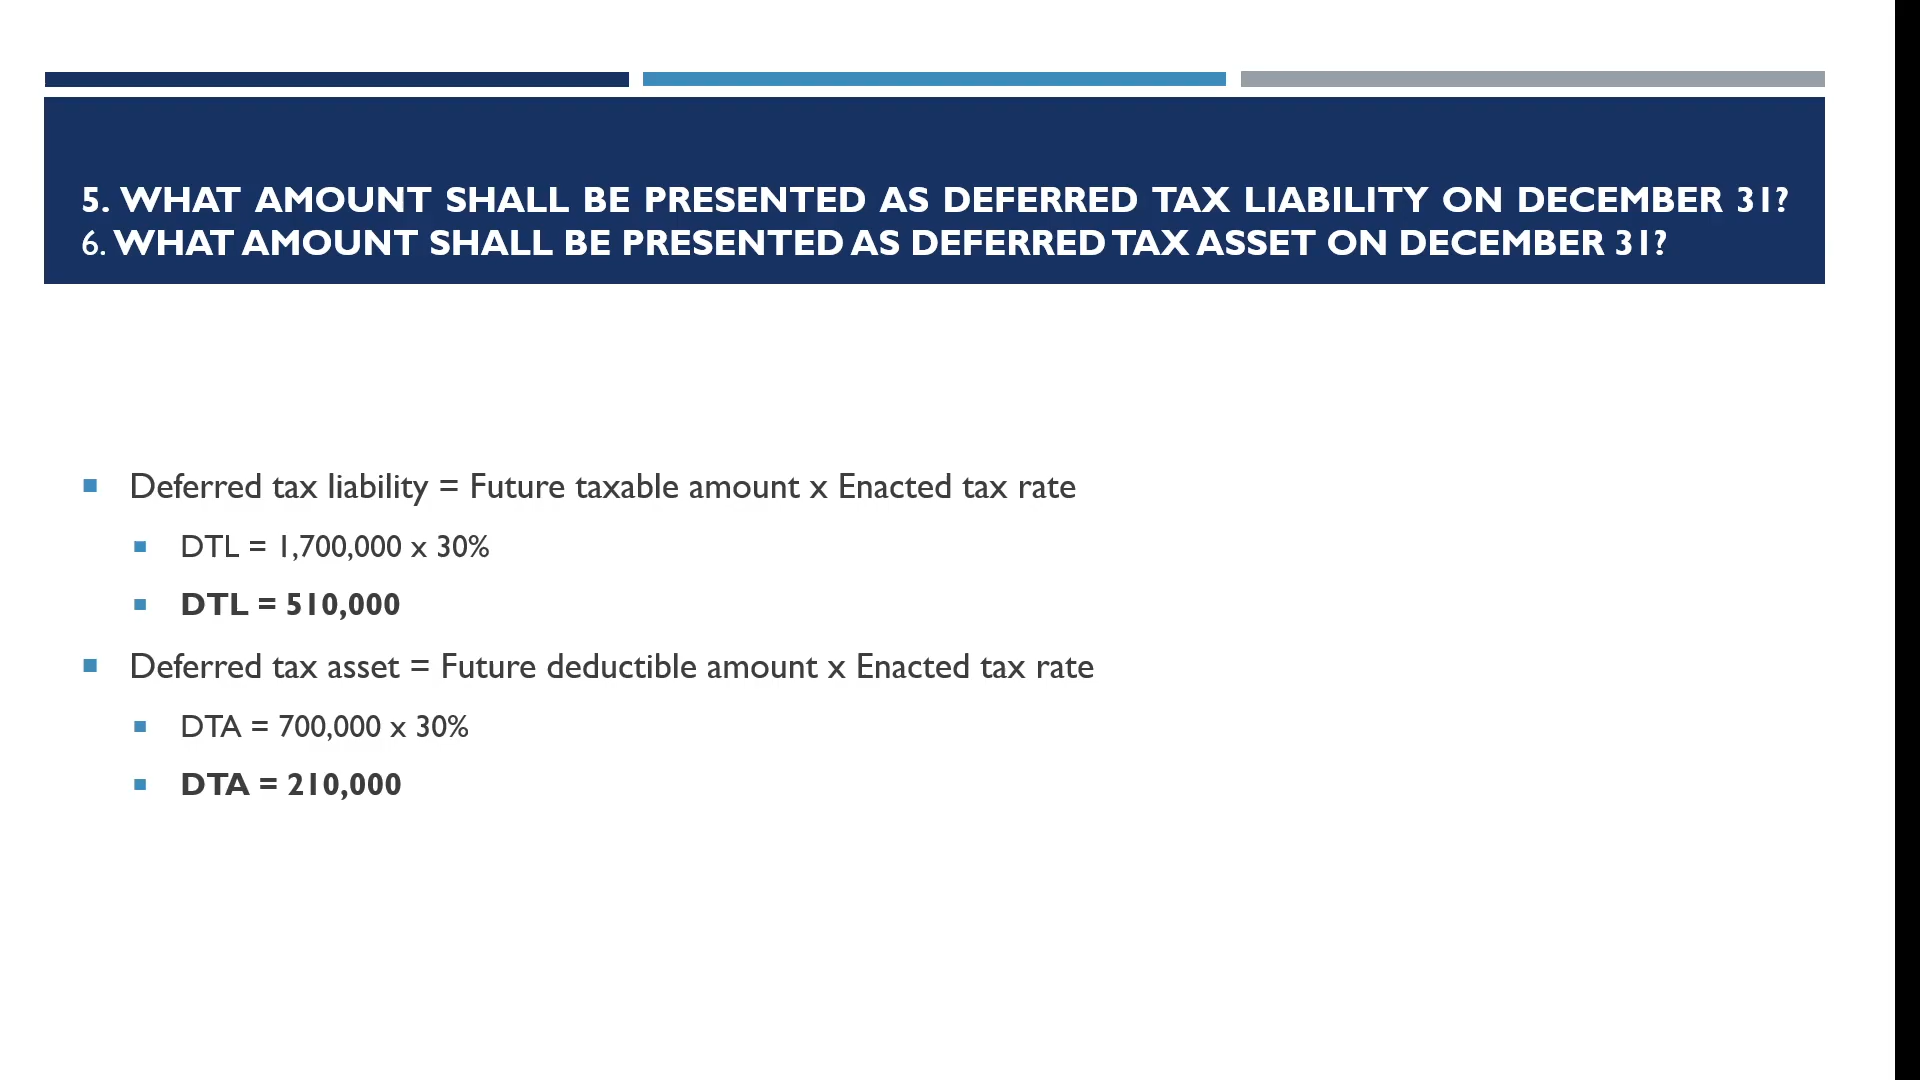 5. WHAT AMOUNT SHALL BE PRESENTED AS DEFERRED TAX LIABILITY ON DECEMBER 31?
6. WHAT AMOUNT SHALL BE PRESENTED AS DEFERRED TAX ASSET ON DECEMBER 31?
Deferred tax liability = Future taxable amount x Enacted tax rate
DTL = 1,700,000 x 30%
DTL = 510,000
Deferred tax asset = Future deductible amount x Enacted tax rate
DTA = 700,000 x 30%
DTA = 210,000